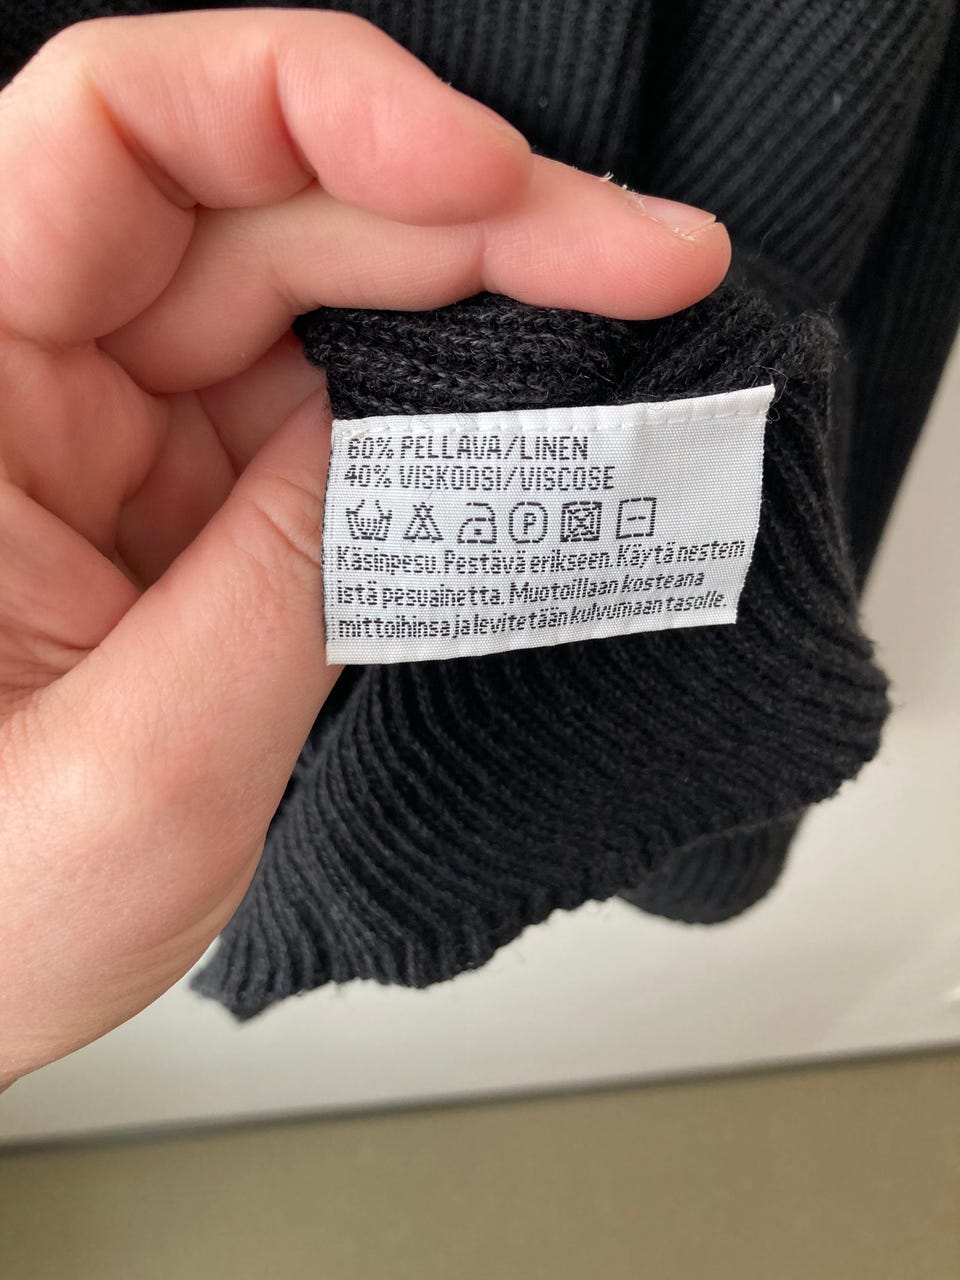 60% PELLAVA/LINEN
40% VISKOOSI/VISCOSE
P
Käsinpesu. Pestävä erikseen. Käytä nestem
istä pesuainetta. Muotoillaan kosteana
mittoihinsa ja levitetään kuivumaan tasolle.